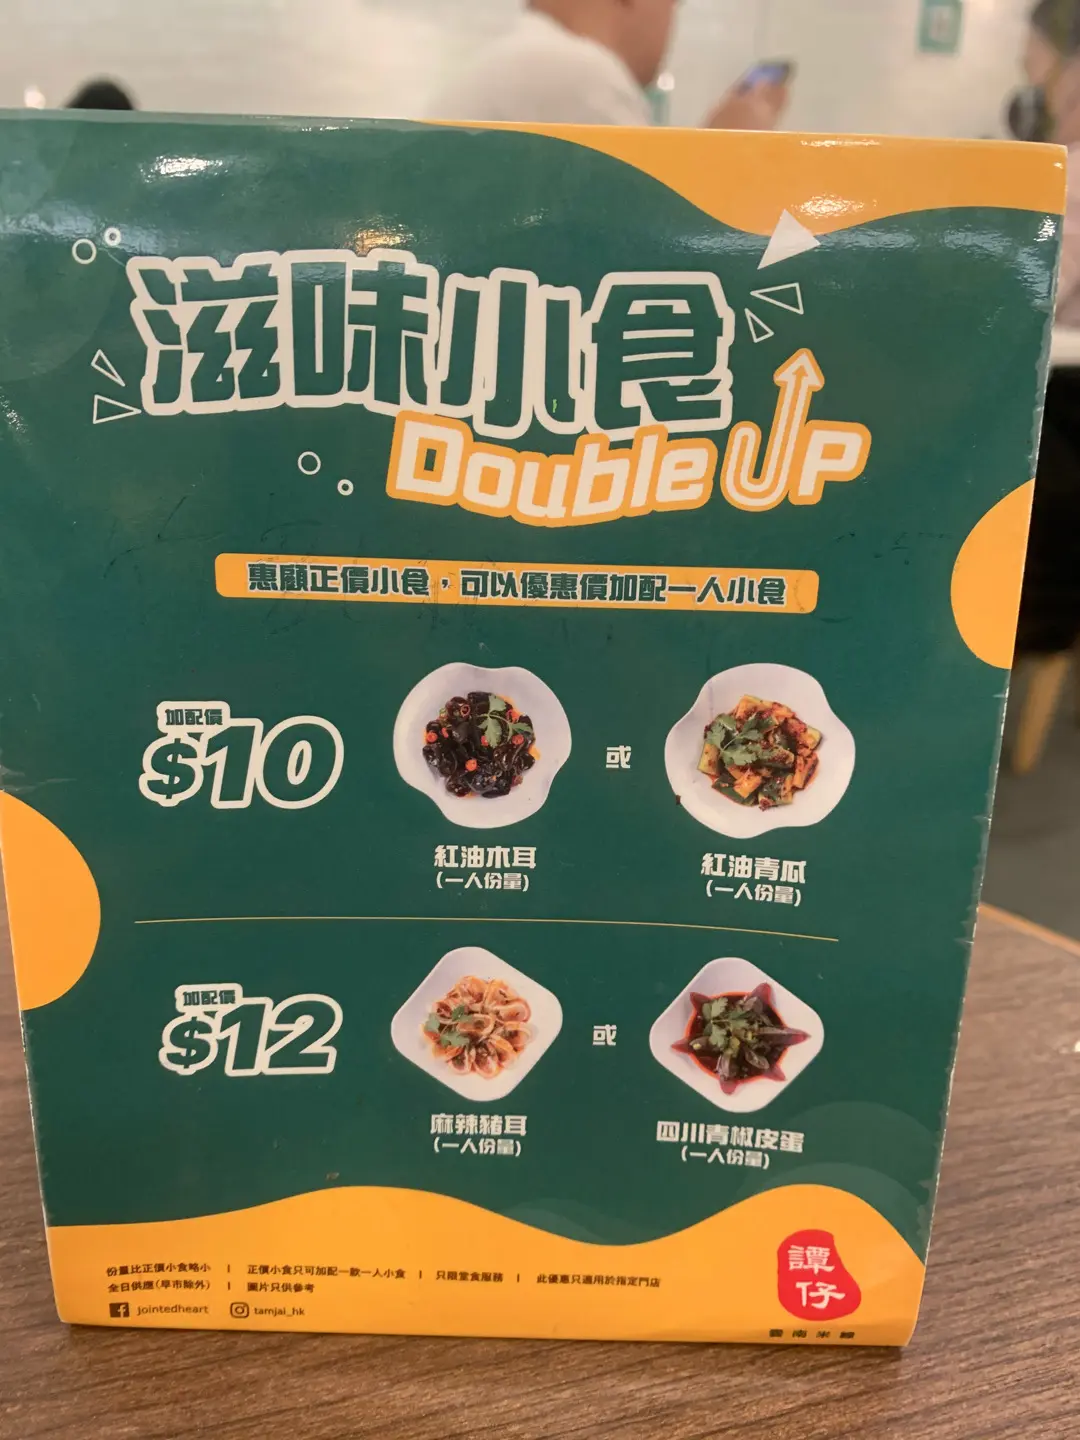 滋味小食
Double UP
惠顧正價小食，可以優惠價加配一人小食
加配價
$10
紅油木耳
(一人份量)
或
紅油青瓜
(一人份量)
加配價
$12
麻辣豬耳
(一人份量)
或
四川青椒皮蛋
(一人份量)
份量比正價小食略小 | 正價小食只可加配一款一人小食 | 只限堂食服務 | 此優惠只適用於指定門店
全日供應(早市除外) | 圖片只供參考
jointedheart tamjai_hk
譚仔
雲南米線